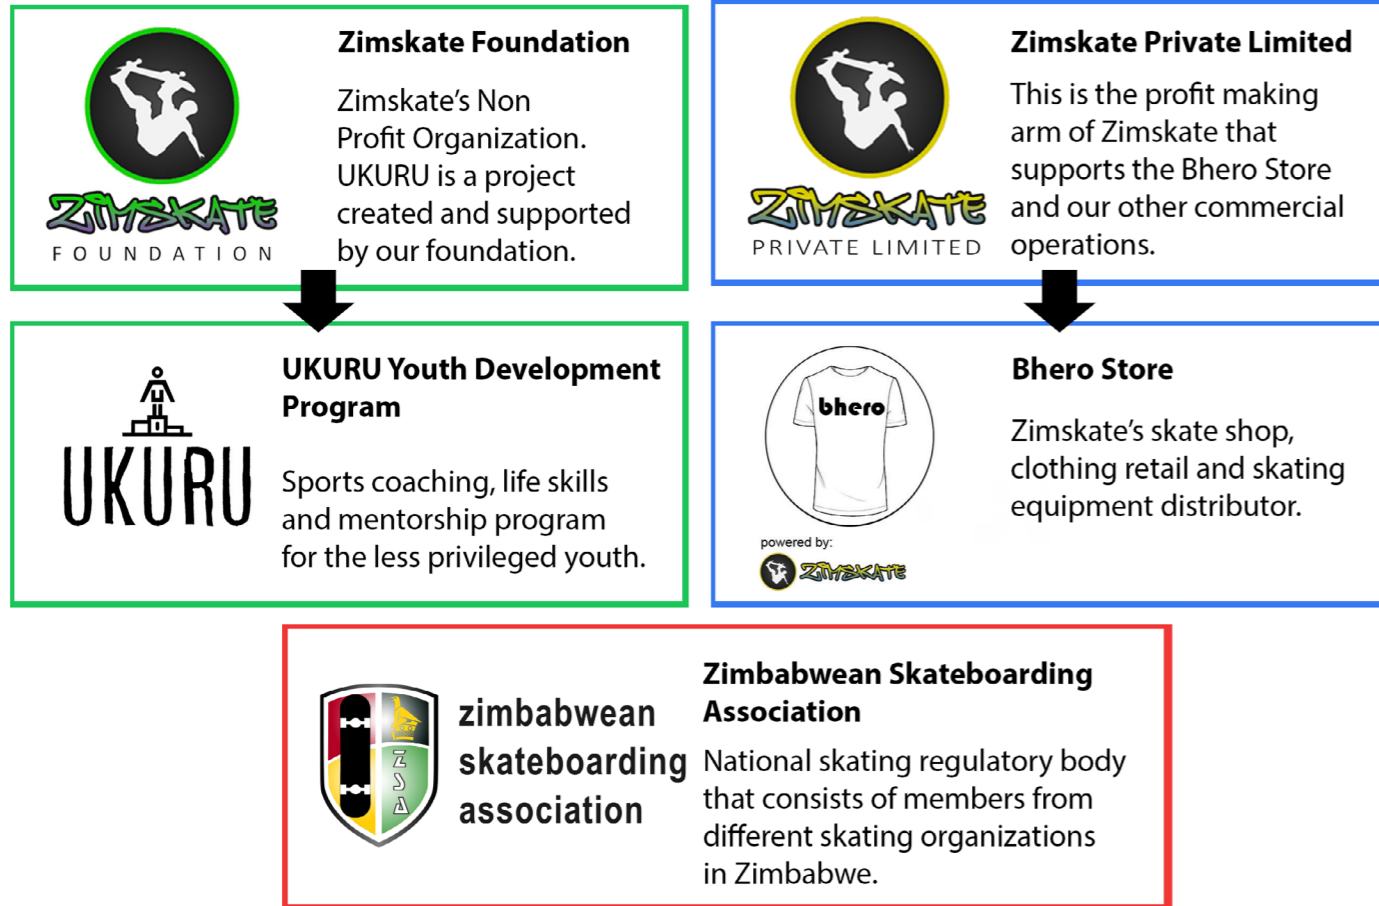 Zimskate Foundation
Zimskate's Non
Profit Organization.
UKURU is a project
created and supported
by our foundation.
ZIMSKATE
FOUNDATION
Zimskate Private Limited
This is the profit making
arm of Zimskate that
supports the Bhero Store
and our other commercial
operations.
ZIMSKATE
PRIVATE LIMITED
UKURU Youth Development
Program
Sports coaching, life skills
and mentorship program
for the less privileged youth.
UKURU
Bhero Store
Zimskate's skate shop,
clothing retail and skating
equipment distributor.
bhero
powered by:
ZIMSKATE
Zimbabwean Skateboarding
Association
National skating regulatory body
that consists of members from
different skating organizations
in Zimbabwe.
ZSA
zimbabwean
skateboarding
association